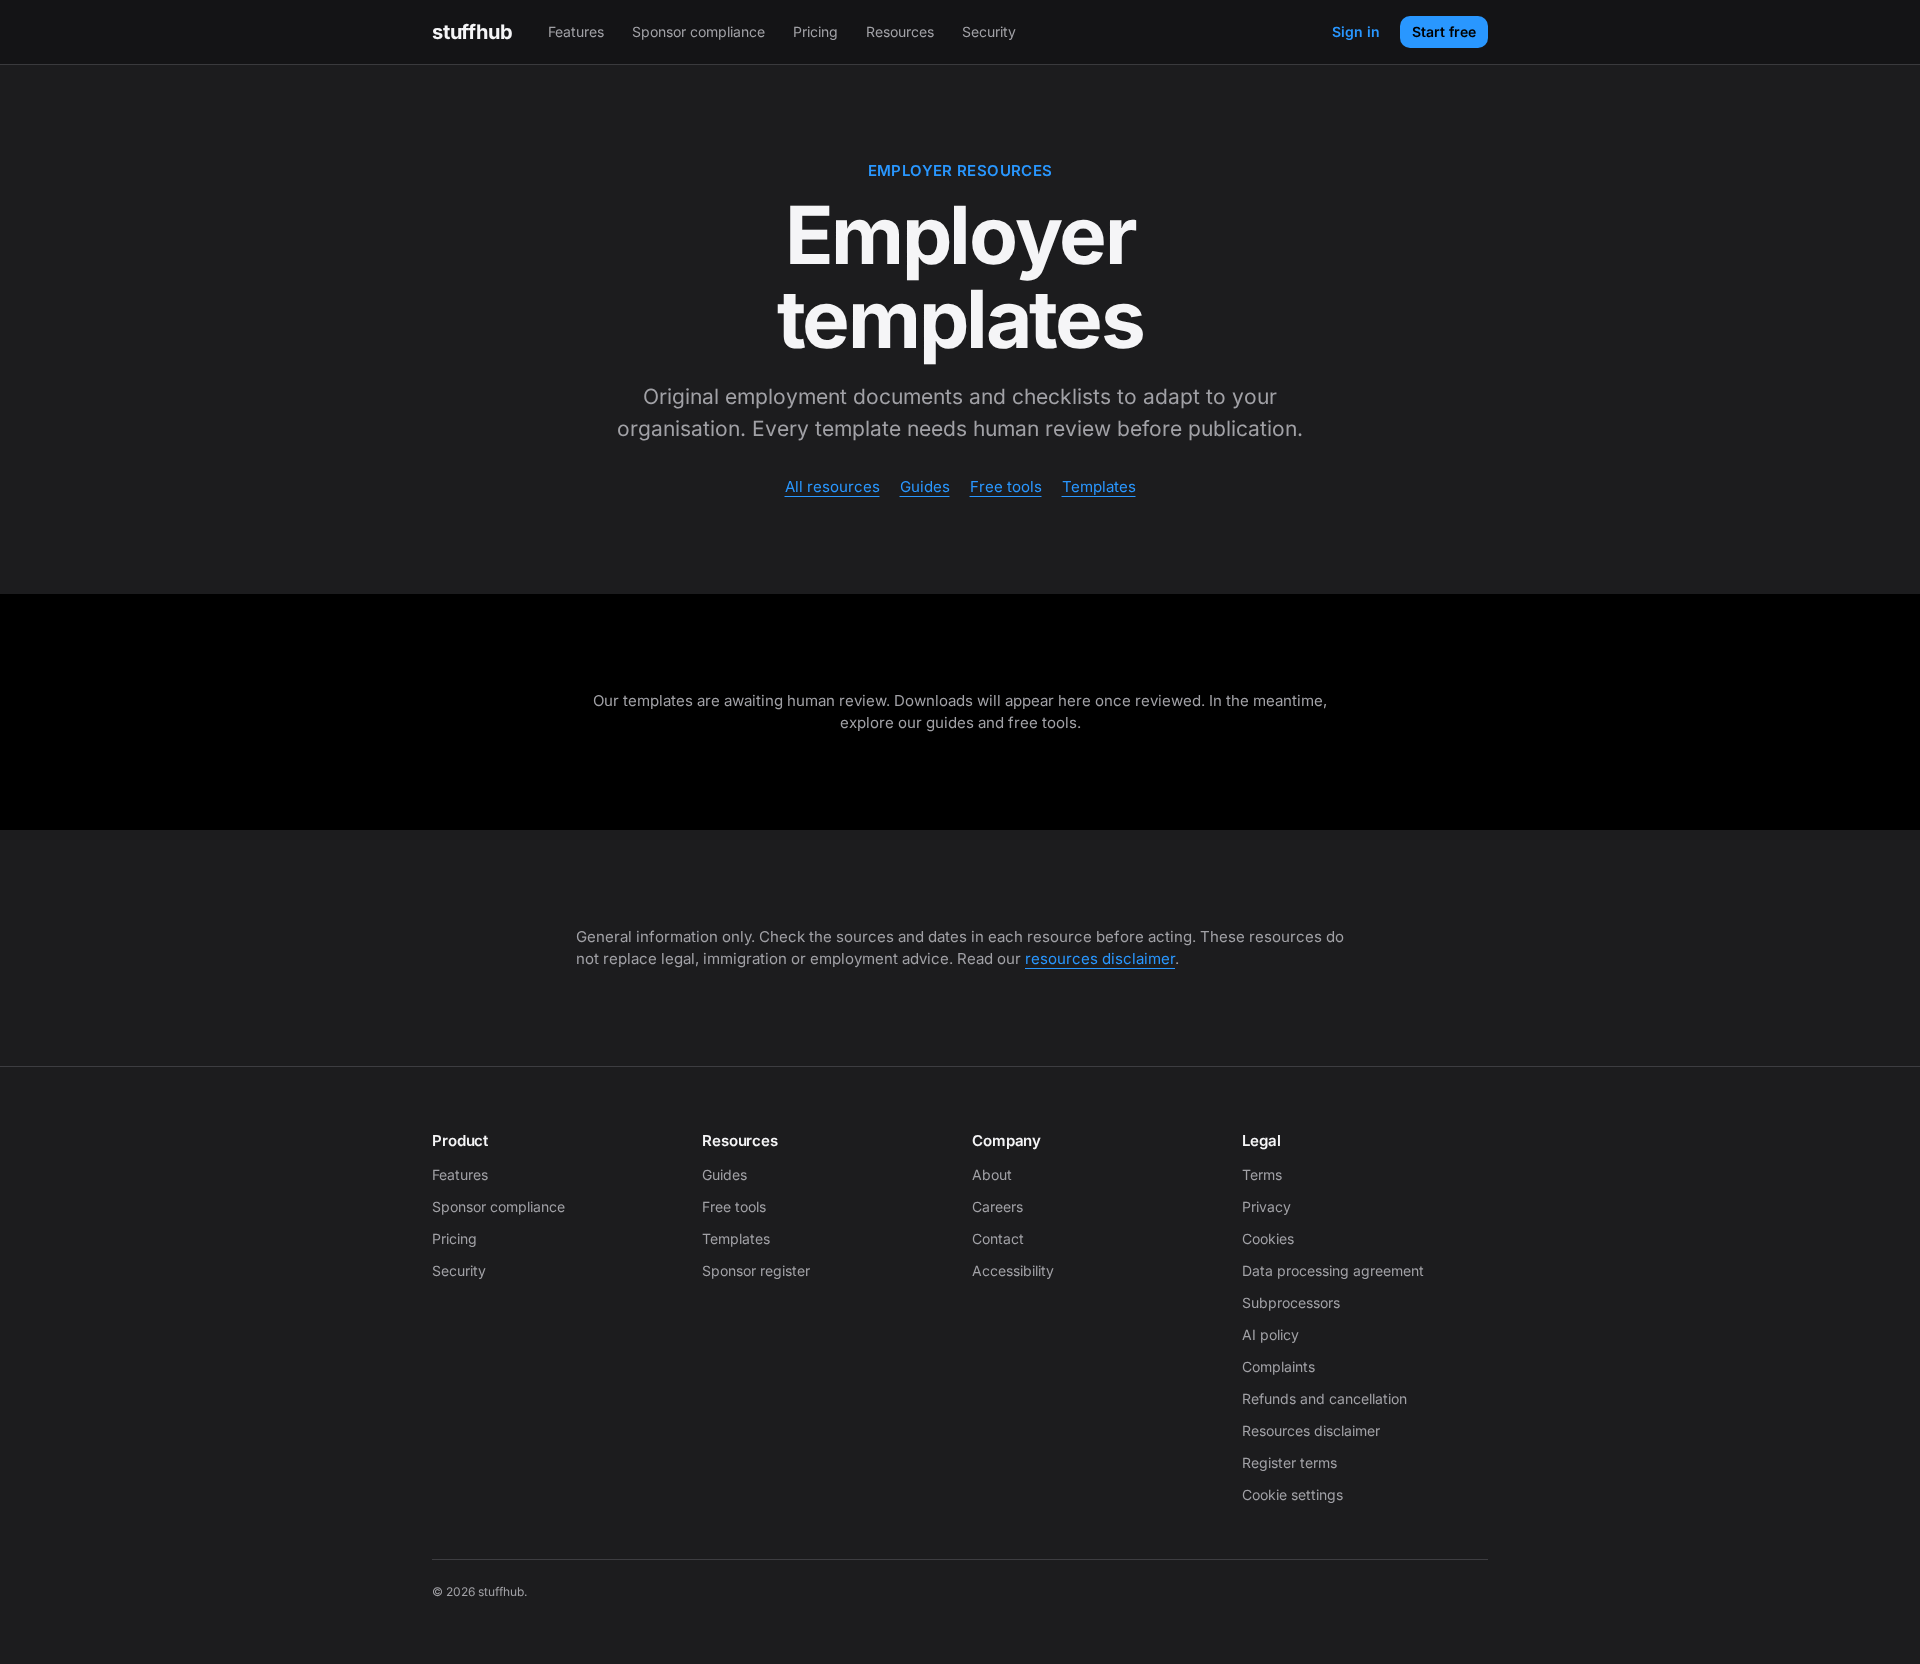 stuffhub
Features
Sponsor compliance
Pricing
Resources
Security
Sign in
Start free
EMPLOYER RESOURCES
Employer
templates
Original employment documents and checklists to adapt to your
organisation. Every template needs human review before publication.
All resources
Guides
Free tools
Templates
Our templates are awaiting human review. Downloads will appear here once reviewed. In the meantime,
explore our guides and free tools.
General information only. Check the sources and dates in each resource before acting. These resources do
not replace legal, immigration or employment advice. Read our resources disclaimer.
Product
Features
Sponsor compliance
Pricing
Security
Resources
Guides
Free tools
Templates
Sponsor register
Company
About
Careers
Contact
Accessibility
Legal
Terms
Privacy
Cookies
Data processing agreement
Subprocessors
AI policy
Complaints
Refunds and cancellation
Resources disclaimer
Register terms
Cookie settings
© 2026 stuffhub.